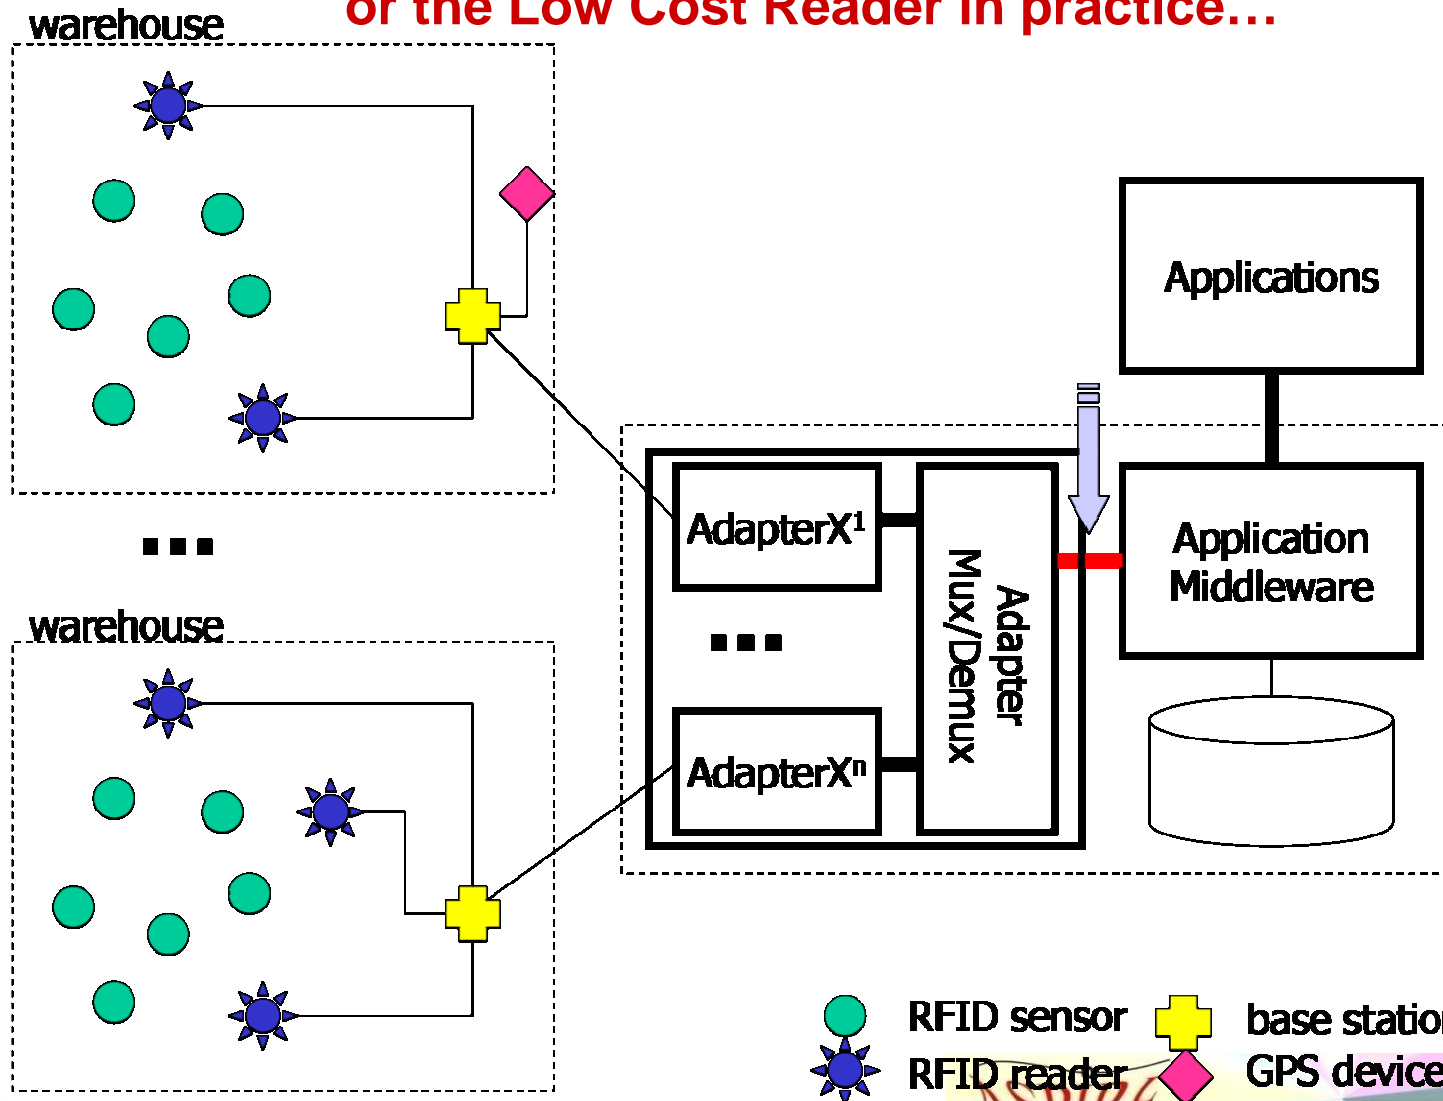 or the Low Cost Reader in practice…
warehouse
Applications
AdapterX1
Adapter
Mux/Demux
Application
Middleware
warehouse
AdapterXn
RFID sensor
base station
RFID reader
GPS device